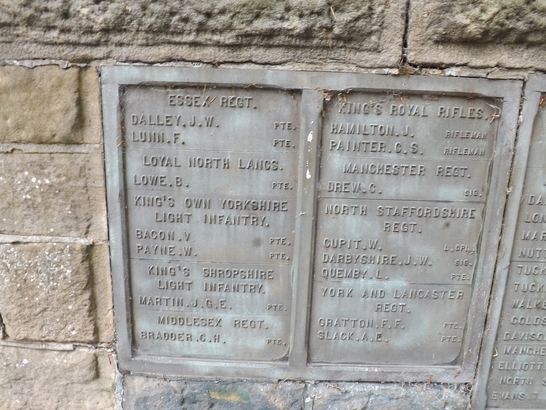 ESSEX REGT.
DALLEY, J.W. PTE.
LUNN. F. PTE.
LOYAL NORTH LANCS.
LOWE. B. PTE.
KING'S OWN YORKSHIRE
LIGHT INFANTRY.
BACON. V PTE.
PAYNE. W. PTE.
KING'S SHROPSHIRE
LIGHT INFANTRY.
MARTIN. J.G.E. PTE.
MIDDLESEX REGT.
BRADDER. C.H. PTE.
KING'S ROYAL RIFLES.
HAMILTON. J. RIFLEMAN
PAINTER. C.S. RIFLEMAN
MANCHESTER REGT.
DREW. G. SIG.
NORTH STAFFORDSHIRE
REGT.
CUPIT. W. L.CPL.
DARBYSHIRE. J.W. SIG.
QUEMBY. L. PTE.
YORK AND LANCASTER
REGT.
GRATTON. F.F. PTE.
SLACK. A.E. PTE.
NORTH S
EVANS. T